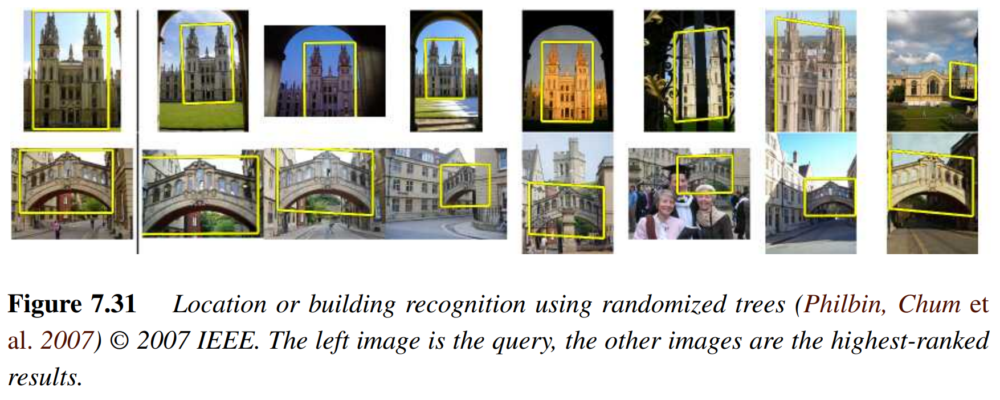 Figure 7.31 Location or building recognition using randomized trees (Philbin, Chum et
al. 2007) © 2007 IEEE. The left image is the query, the other images are the highest-ranked
results.